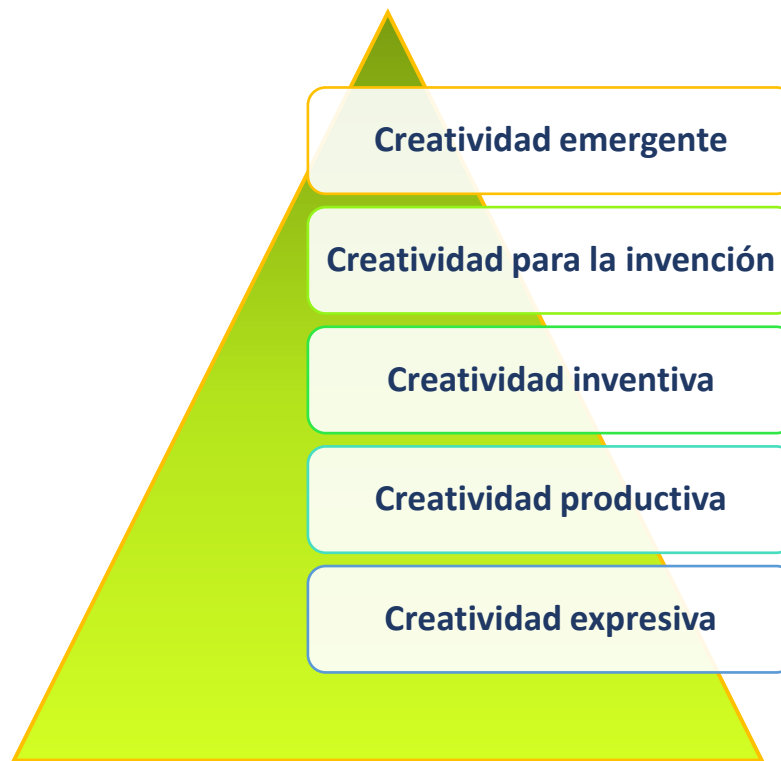 Creatividad emergente
Creatividad para la invención
Creatividad inventiva
Creatividad productiva
Creatividad expresiva